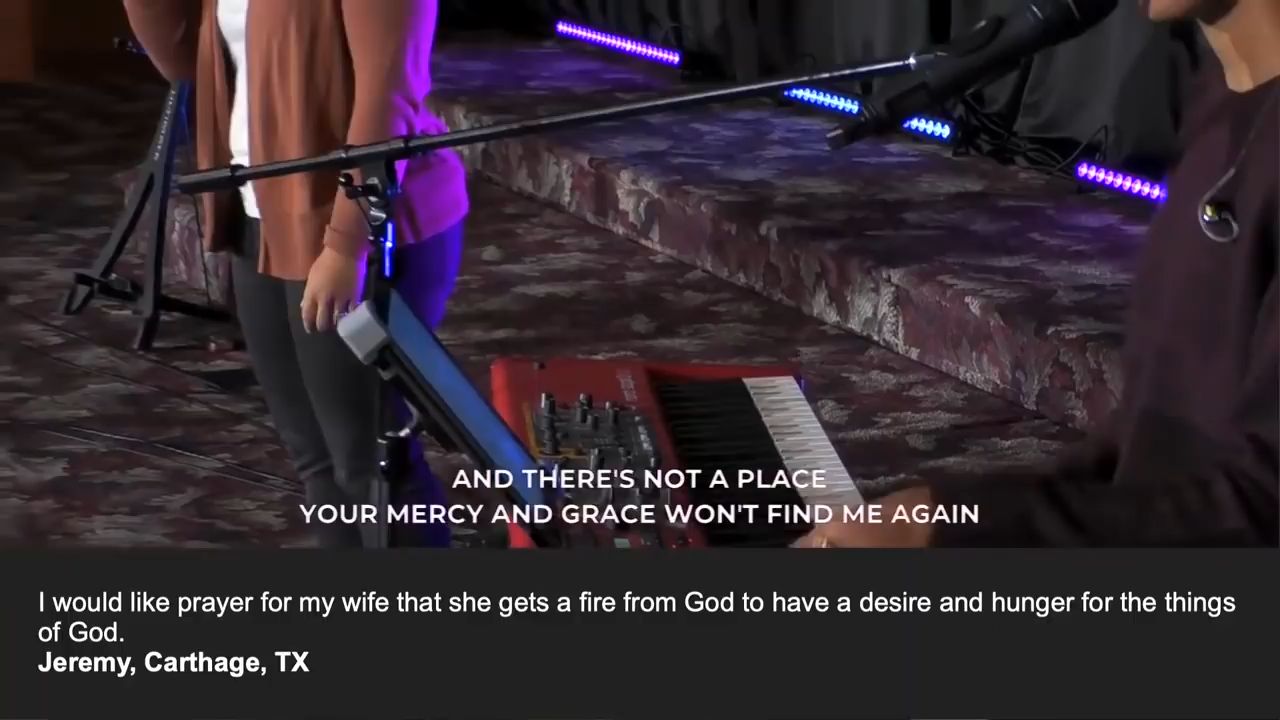 AND THERE'S NOT A PLACE
YOUR MERCY AND GRACE WON'T FIND ME AGAIN
I would like prayer for my wife that she gets a fire from God to have a desire and hunger for the things
of God.
Jeremy, Carthage, TX